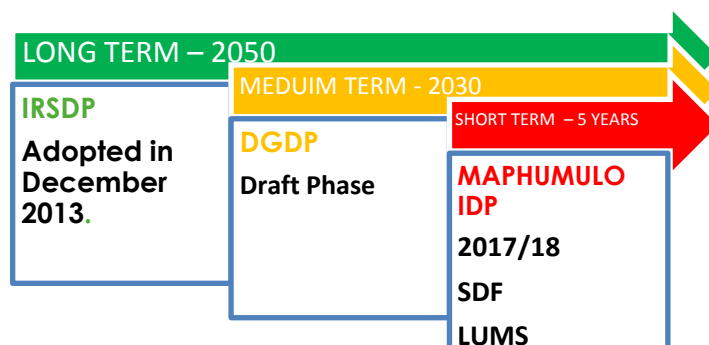 LONG TERM – 2050
IRSDP
Adopted in
December
2013.
MEDUIM TERM - 2030
DGDP
Draft Phase
SHORT TERM – 5 YEARS
MAPHUMULO
IDP
2017/18
SDF
LUMS